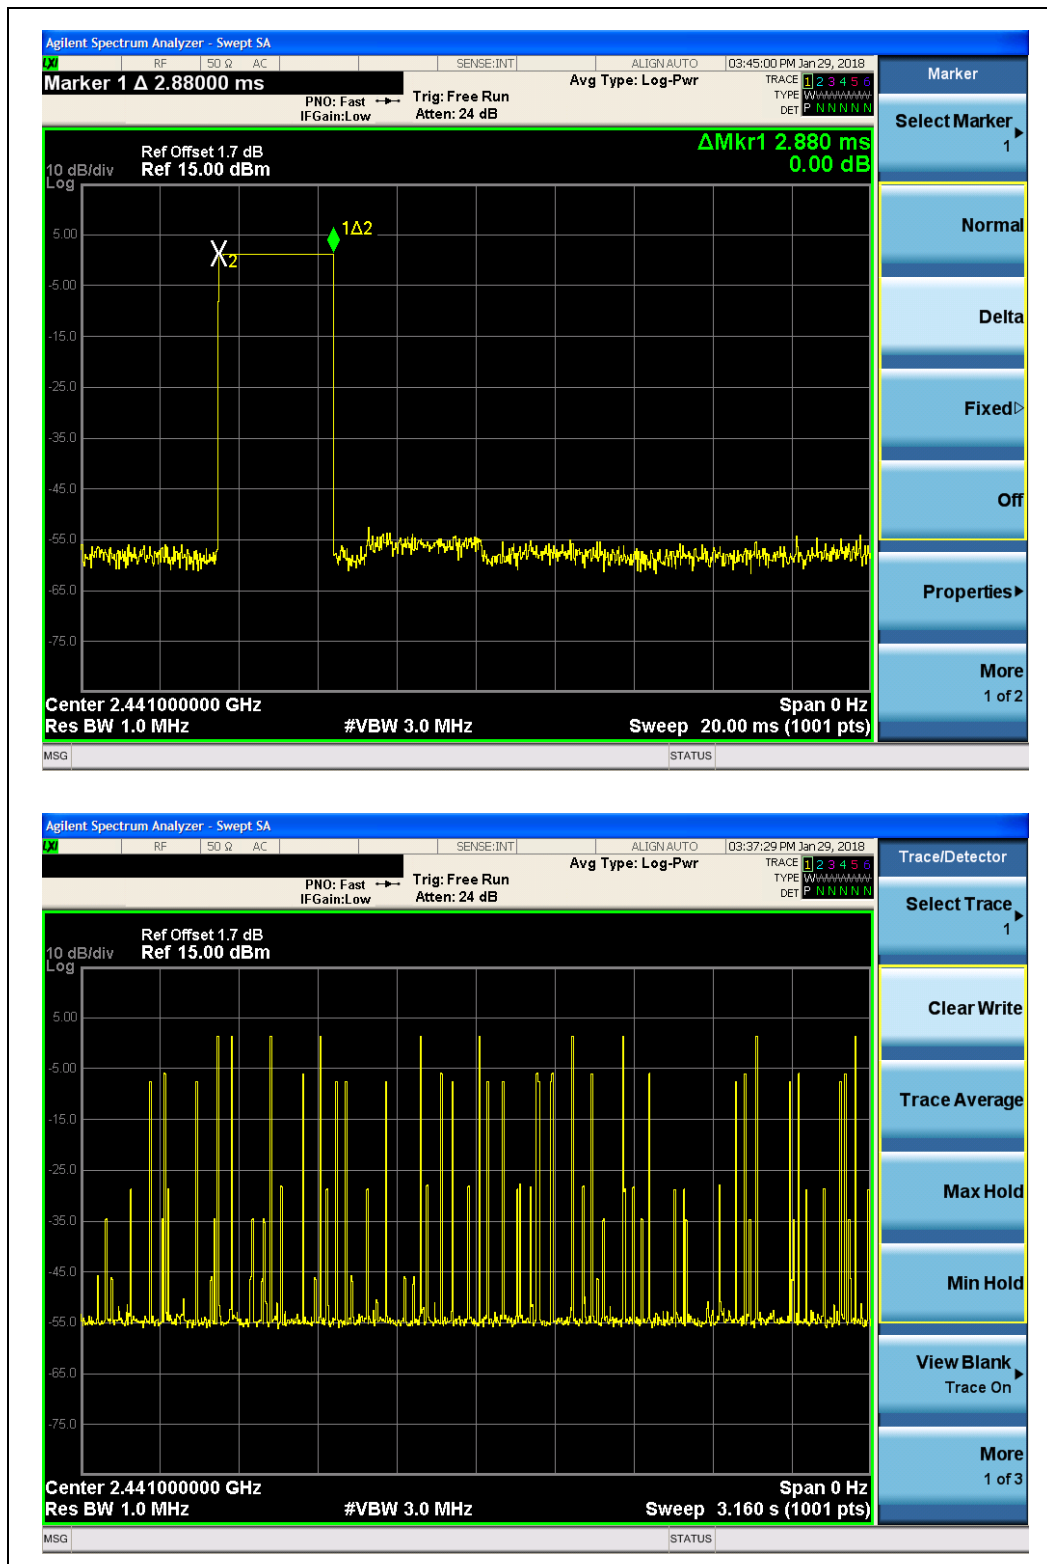 Agilent Spectrum Analyzer - Swept SA
LXI RF 50 Ω AC SENSE:INT ALIGNAUTO 03:45:00 PM Jan 29, 2018
Marker 1 Δ 2.88000 ms
PNO: Fast Trig: Free Run Avg Type: Log-Pwr TRACE 1 2 3 4 5 6
TYPE W
IFGain:Low Atten: 24 dB DET P N N N N N
ΔMkr1 2.880 ms
0.00 dB
Ref Offset 1.7 dB
10 dB/div Ref 15.00 dBm
Log
5.00
-5.00
-15.0
-25.0
-35.0
-45.0
-55.0
-65.0
-75.0
X2
1Δ2
Center 2.441000000 GHz Span 0 Hz
Res BW 1.0 MHz #VBW 3.0 MHz Sweep 20.00 ms (1001 pts)
MSG STATUS
Marker
Select Marker
1
Normal
Delta
Fixed
Off
Properties
More
1 of 2
Agilent Spectrum Analyzer - Swept SA
LXI RF 50 Ω AC SENSE:INT ALIGNAUTO 03:37:29 PM Jan 29, 2018
PNO: Fast Trig: Free Run Avg Type: Log-Pwr TRACE 1 2 3 4 5 6
TYPE W
IFGain:Low Atten: 24 dB DET P N N N N N
Ref Offset 1.7 dB
10 dB/div Ref 15.00 dBm
Log
5.00
-5.00
-15.0
-25.0
-35.0
-45.0
-55.0
-65.0
-75.0
Center 2.441000000 GHz Span 0 Hz
Res BW 1.0 MHz #VBW 3.0 MHz Sweep 3.160 s (1001 pts)
MSG STATUS
Trace/Detector
Select Trace
1
Clear Write
Trace Average
Max Hold
Min Hold
View Blank
Trace On
More
1 of 3